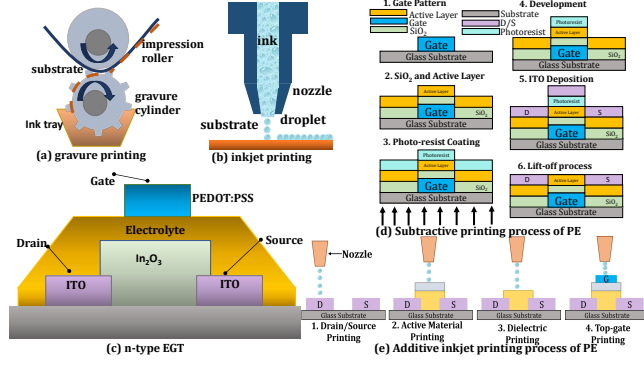 impression
roller
substrate
gravure
cylinder
Ink tray
(a) gravure printing
ink
nozzle
substrate
droplet
(b) inkjet printing
Gate
PEDOT:PSS
Electrolyte
Drain
Source
In₂O₃
ITO
ITO
(c) n-type EGT
1. Gate Pattern
Active Layer
Gate
SiO₂
Substrate
D/S
Photoresist
Gate
Glass Substrate
2. SiO₂ and Active Layer
Active Layer
Gate
SiO₂
Glass Substrate
3. Photo-resist Coating
Photoresist
Active Layer
Gate
SiO₂
Glass Substrate
4. Development
Photoresist
Active Layer
Gate
SiO₂
Glass Substrate
5. ITO Deposition
Photoresist
D
Active Layer
S
Gate
SiO₂
Glass Substrate
6. Lift-off process
D
Active Layer
S
Gate
SiO₂
Glass Substrate
(d) Subtractive printing process of PE
Nozzle
D
S
Glass Substrate
1. Drain/Source
Printing
D
S
Glass Substrate
2. Active Material
Printing
D
S
Glass Substrate
3. Dielectric
Printing
G
D
S
Glass Substrate
4. Top-gate
Printing
(e) Additive inkjet printing process of PE